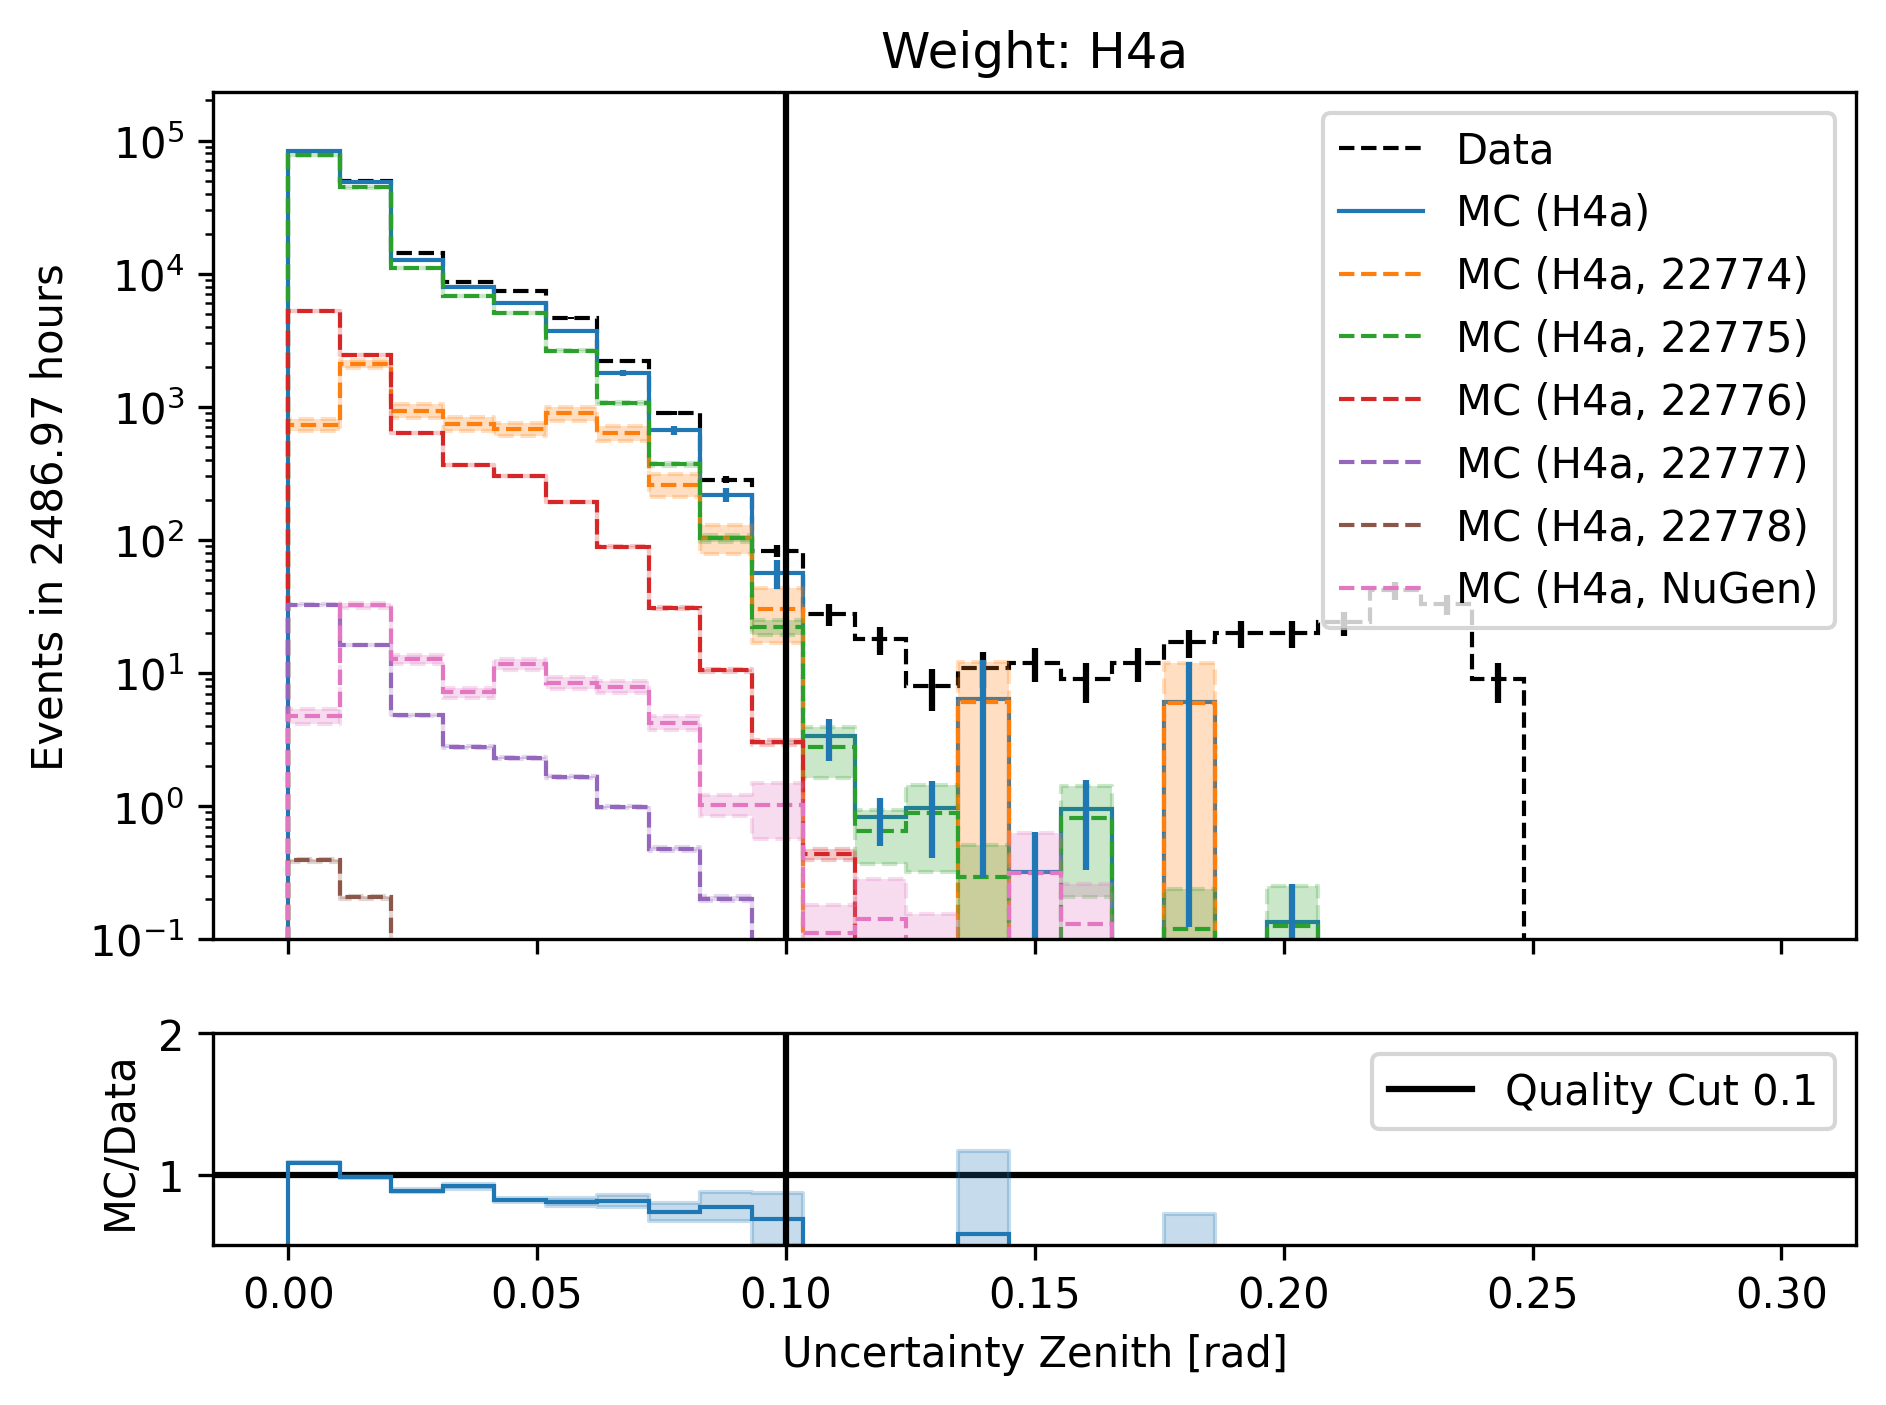 Weight: H4a
Events in 2486.97 hours
10^5
10^4
10^3
10^2
10^1
10^0
10^−1
Data
MC (H4a)
MC (H4a, 22774)
MC (H4a, 22775)
MC (H4a, 22776)
MC (H4a, 22777)
MC (H4a, 22778)
MC (H4a, NuGen)
MC/Data
2
1
Quality Cut 0.1
0.00 0.05 0.10 0.15 0.20 0.25 0.30
Uncertainty Zenith [rad]